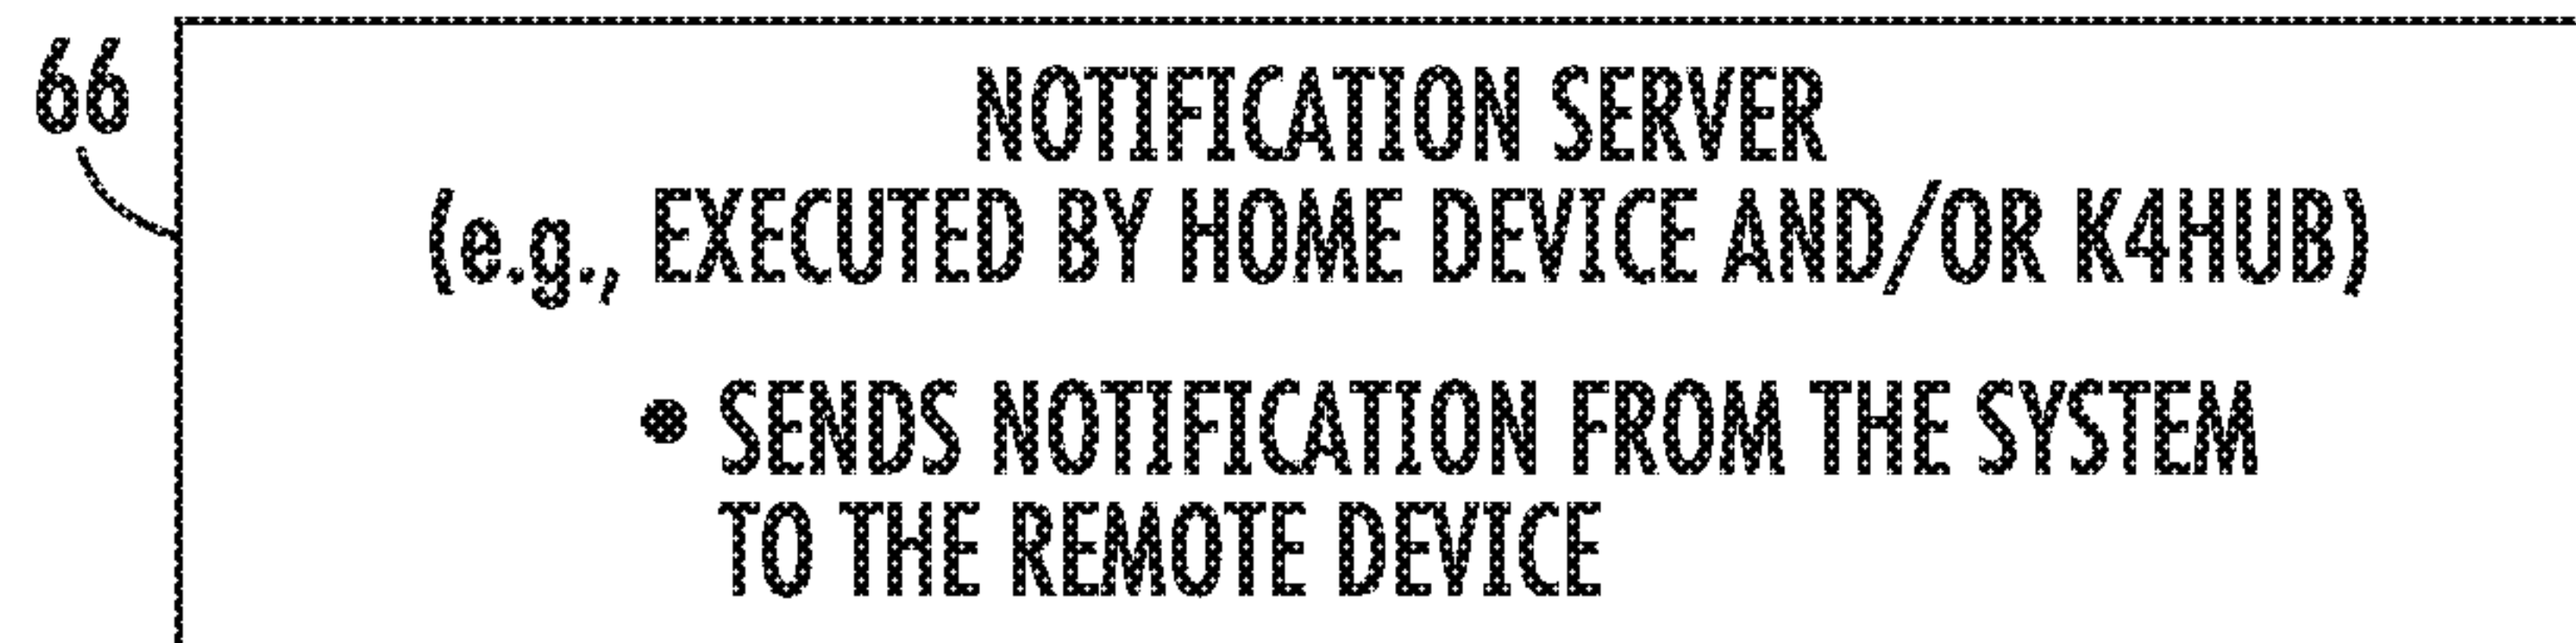 66
NOTIFICATION SERVER
(e.g., EXECUTED BY HOME DEVICE AND/OR K4HUB)
• SENDS NOTIFICATION FROM THE SYSTEM
TO THE REMOTE DEVICE